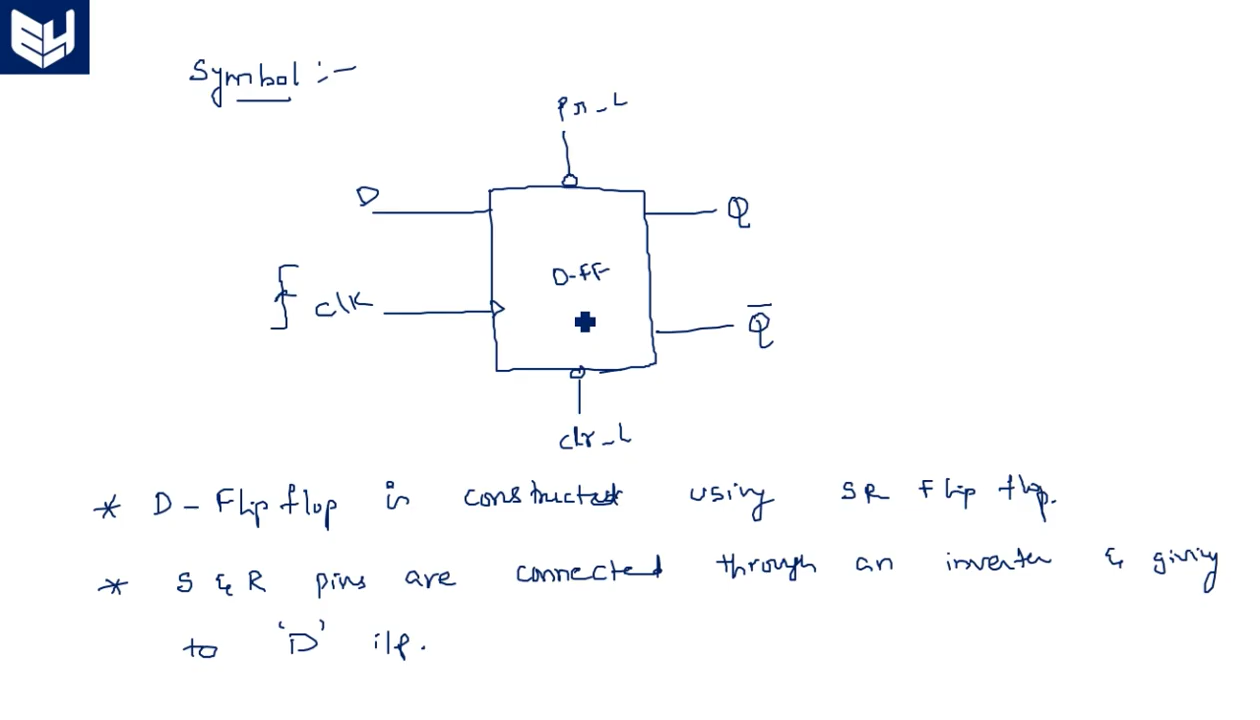 Symbol :-
Pr_L
D
Q
D-FF
clk
Q̅
clr_L
* D - Flip flop is constructed using SR Flip flop.
* S & R pins are connected through an inverter & giving
to 'D' i/p.